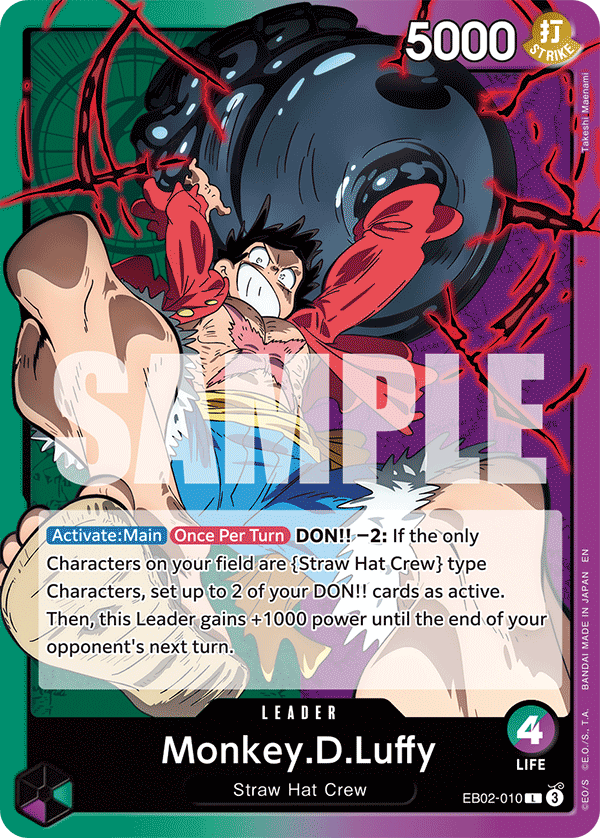 5000
打
STRIKE
Takeshi Maenami
SAMPLE
Activate:Main Once Per Turn DON!! −2: If the only
Characters on your field are {Straw Hat Crew} type
Characters, set up to 2 of your DON!! cards as active.
Then, this Leader gains +1000 power until the end of your
opponent's next turn.
LEADER
Monkey.D.Luffy
Straw Hat Crew
4
LIFE
EB02-010 L 3
©E.O/S ©E.O./S., T.A. BANDAI MADE IN JAPAN EN